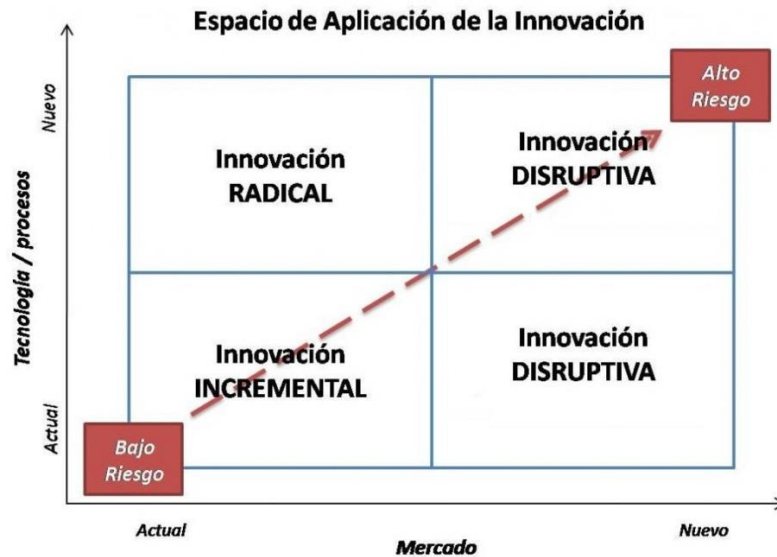 Espacio de Aplicación de la Innovación
Nuevo
Alto
Riesgo
Innovación
RADICAL
Innovación
DISRUPTIVA
Tecnología / procesos
Innovación
INCREMENTAL
Innovación
DISRUPTIVA
Actual
Bajo
Riesgo
Actual
Mercado
Nuevo